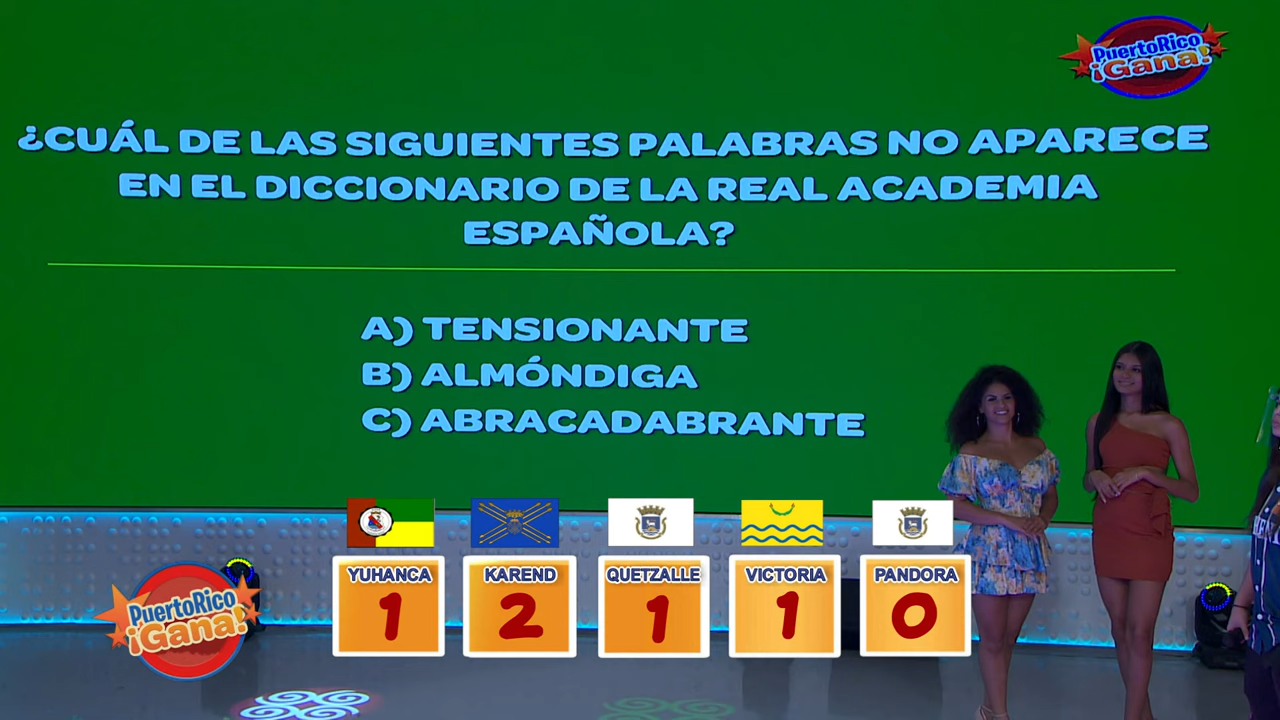 PuertoRico
¡Gana!
¿CUÁL DE LAS SIGUIENTES PALABRAS NO APARECE
EN EL DICCIONARIO DE LA REAL ACADEMIA
ESPAÑOLA?
A) TENSIONANTE
B) ALMÓNDIGA
C) ABRACADABRANTE
YUHANCA KAREND QUETZALLE VICTORIA PANDORA
1 2 1 1 0
PuertoRico
¡Gana!